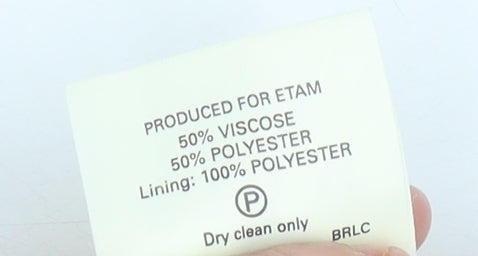 PRODUCED FOR ETAM
50% VISCOSE
50% POLYESTER
Lining: 100% POLYESTER
P
Dry clean only BRLC